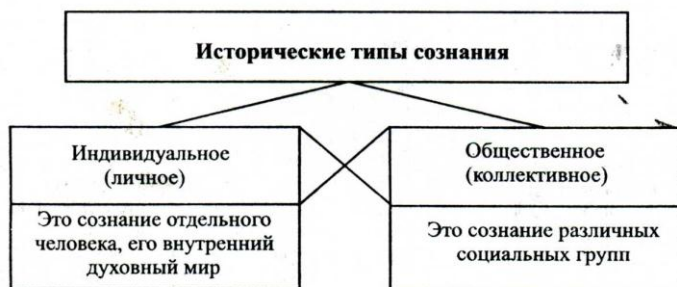 Исторические типы сознания
Индивидуальное
(личное)
Общественное
(коллективное)
Это сознание отдельного
человека, его внутренний
духовный мир
Это сознание различных
социальных групп